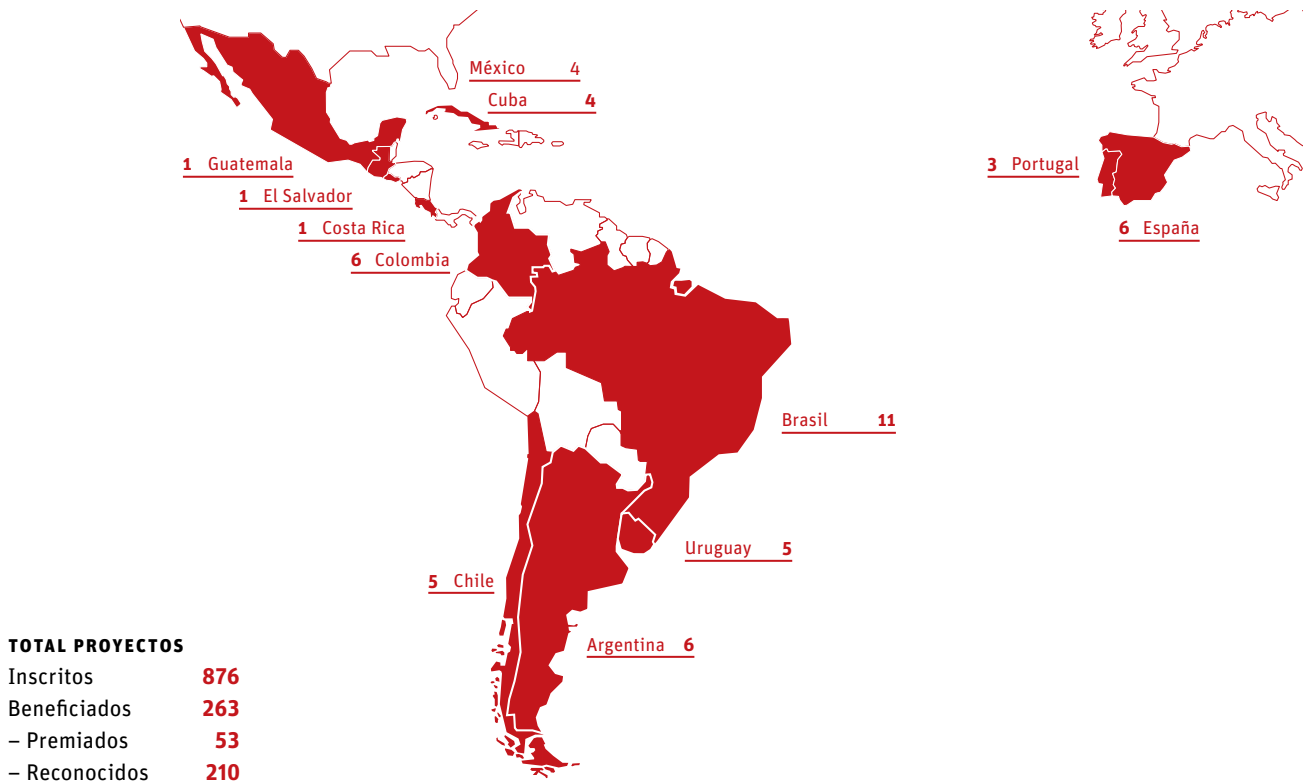 México 4
Cuba 4
1 Guatemala
3 Portugal
1 El Salvador
1 Costa Rica
6 España
6 Colombia
Brasil 11
Uruguay 5
5 Chile
Argentina 6
TOTAL PROYECTOS
Inscritos 876
Beneficiados 263
– Premiados 53
– Reconocidos 210